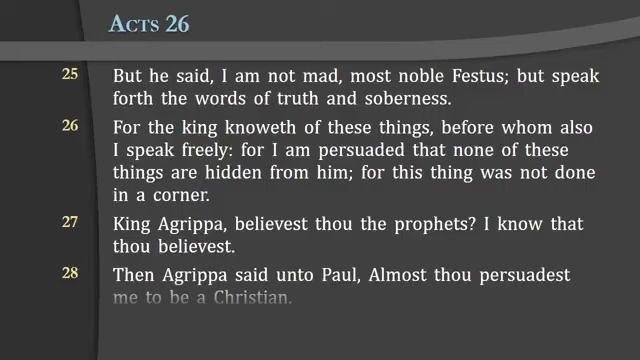 Acts 26
25 But he said, I am not mad, most noble Festus; but speak
forth the words of truth and soberness.
26 For the king knoweth of these things, before whom also
I speak freely: for I am persuaded that none of these
things are hidden from him; for this thing was not done
in a corner.
27 King Agrippa, believest thou the prophets? I know that
thou believest.
28 Then Agrippa said unto Paul, Almost thou persuadest
me to be a Christian.